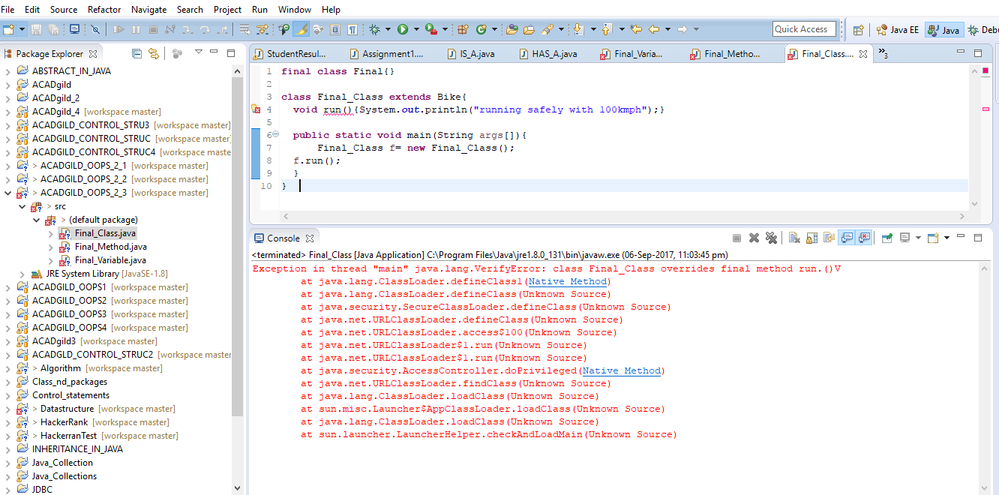 File Edit Source Refactor Navigate Search Project Run Window Help
Quick Access Java EE Java Debu
Package Explorer
ABSTRACT_IN_JAVA
ACADgild
ACADgild_2
ACADgild_4 [workspace master]
ACADGILD_CONTROL_STRU3 [workspace master]
ACADGILD_CONTROL_STRUC [workspace master]
ACADGILD_CONTROL_STRUC4 [workspace maste
> ACADGILD_OOPS_2_1 [workspace master]
> ACADGILD_OOPS_2_2 [workspace master]
> ACADGILD_OOPS_2_3 [workspace master]
> src
> (default package)
Final_Class.java
Final_Method.java
Final_Variable.java
JRE System Library [JavaSE-1.8]
ACADGILD_OOPS1 [workspace master]
ACADGILD_OOPS2 [workspace master]
ACADGILD_OOPS3 [workspace master]
ACADGILD_OOPS4 [workspace master]
ACADgild3 [workspace master]
ACADGLD_CONTROL_STRUC2 [workspace master
> Algorithm [workspace master]
Class_nd_packages
Control_statements
> Datastructure [workspace master]
> HackerRank [workspace master]
> HackerranTest [workspace master]
INHERITANCE_IN_JAVA
Java_Collection
Java_Collections
JDBC
StudentResul... Assignment1.... IS_A.java HAS_A.java Final_Varia... Final_Metho... Final_Class.... »3
1 final class Final{}
2
3 class Final_Class extends Bike{
4 void run(){System.out.println("running safely with 100kmph");}
5
6 public static void main(String args[]){
7 Final_Class f= new Final_Class();
8 f.run();
9 }
10 }
Console
<terminated> Final_Class [Java Application] C:\Program Files\Java\jre1.8.0_131\bin\javaw.exe (06-Sep-2017, 11:03:45 pm)
Exception in thread "main" java.lang.VerifyError: class Final_Class overrides final method run.()V
at java.lang.ClassLoader.defineClass1(Native Method)
at java.lang.ClassLoader.defineClass(Unknown Source)
at java.security.SecureClassLoader.defineClass(Unknown Source)
at java.net.URLClassLoader.defineClass(Unknown Source)
at java.net.URLClassLoader.access$100(Unknown Source)
at java.net.URLClassLoader$1.run(Unknown Source)
at java.net.URLClassLoader$1.run(Unknown Source)
at java.security.AccessController.doPrivileged(Native Method)
at java.net.URLClassLoader.findClass(Unknown Source)
at java.lang.ClassLoader.loadClass(Unknown Source)
at sun.misc.Launcher$AppClassLoader.loadClass(Unknown Source)
at java.lang.ClassLoader.loadClass(Unknown Source)
at sun.launcher.LauncherHelper.checkAndLoadMain(Unknown Source)